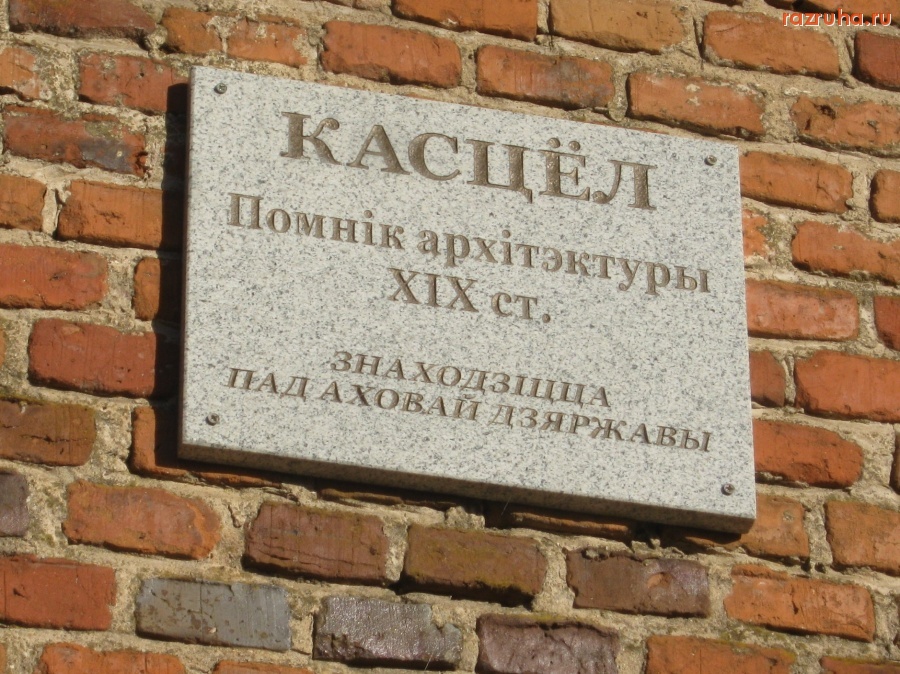 razruha.ru
КАСЦЁЛ
Помнік архітэктуры
XIX ст.
ЗНАХОДЗІЦЦА
ПАД АХОВАЙ ДЗЯРЖАВЫ